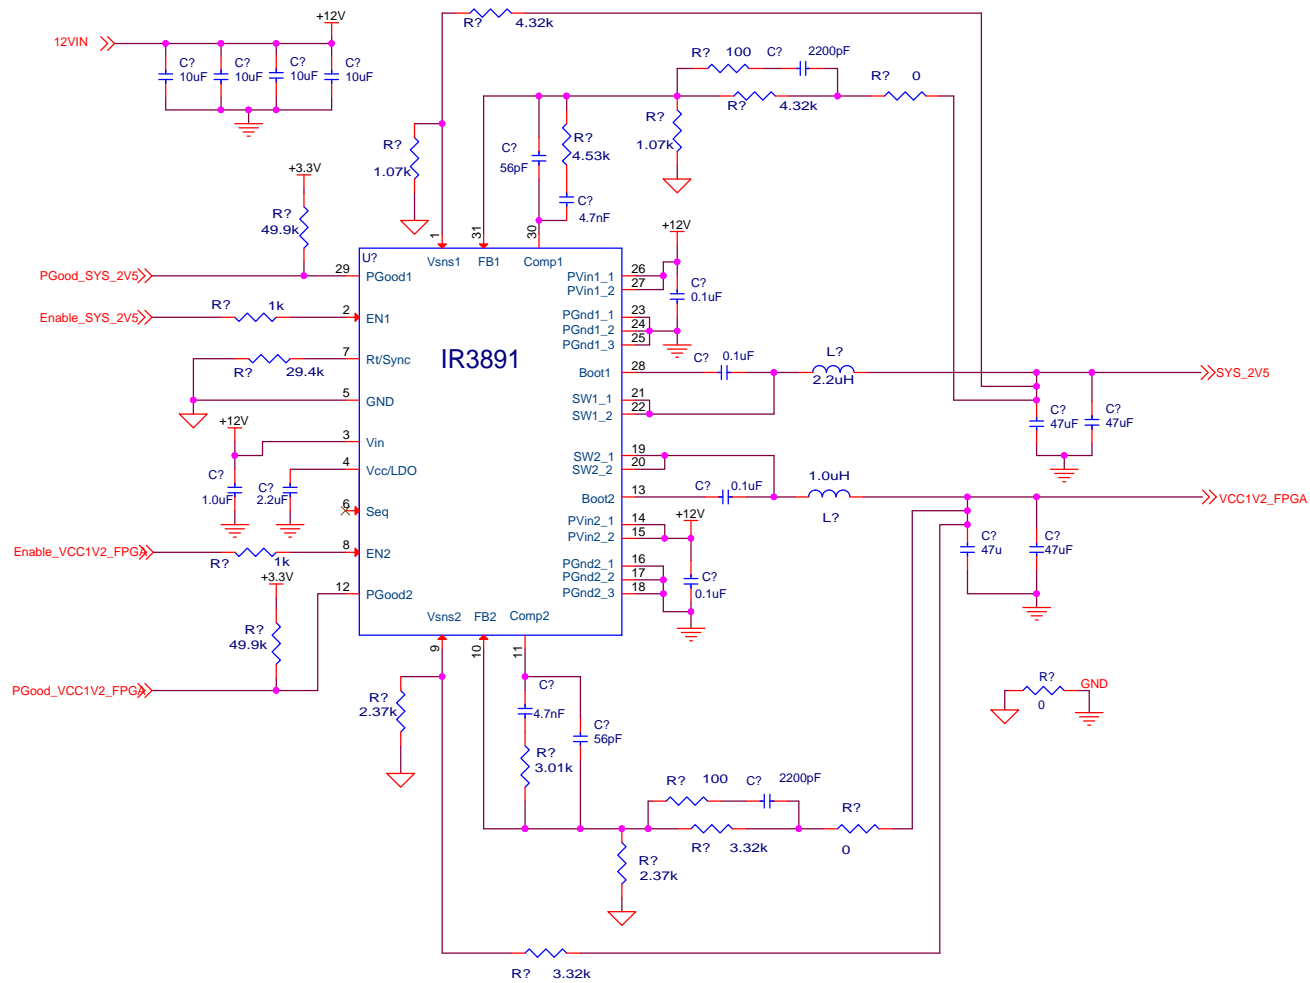 +12V
12VIN
C?
10uF
C?
10uF
C?
10uF
C?
10uF
R?
4.32k
R?
100
C?
2200pF
R?
4.32k
R?
0
R?
1.07k
C?
56pF
R?
4.53k
C?
4.7nF
R?
1.07k
+3.3V
R?
49.9k
1
31
30
+12V
C?
0.1uF
U?
Vsns1
FB1
Comp1
PGood_SYS_2V5
29
PGood1
PVin1_1
26
PVin1_2
27
Enable_SYS_2V5
R?
1k
2
EN1
PGnd1_1
23
PGnd1_2
24
PGnd1_3
25
IR3891
R?
29.4k
7
Rt/Sync
Boot1
28
C?
0.1uF
L?
2.2uH
SYS_2V5
5
GND
SW1_1
21
SW1_2
22
C?
47uF
C?
47uF
+12V
3
Vin
C?
1.0uF
4
Vcc/LDO
C?
2.2uF
SW2_1
19
SW2_2
20
6
Seq
Boot2
13
C?
0.1uF
1.0uH
L?
VCC1V2_FPGA
Enable_VCC1V2_FPGA
R?
1k
8
EN2
PVin2_1
14
PVin2_2
15
+12V
C?
0.1uF
C?
47u
C?
47uF
PGnd2_1
16
PGnd2_2
17
PGnd2_3
18
+3.3V
12
PGood2
R?
49.9k
Vsns2
FB2
Comp2
9
10
11
PGood_VCC1V2_FPGA
R?
2.37k
C?
4.7nF
C?
56pF
R?
3.01k
R?
0
GND
R?
100
C?
2200pF
R?
3.32k
R?
0
R?
2.37k
R?
3.32k